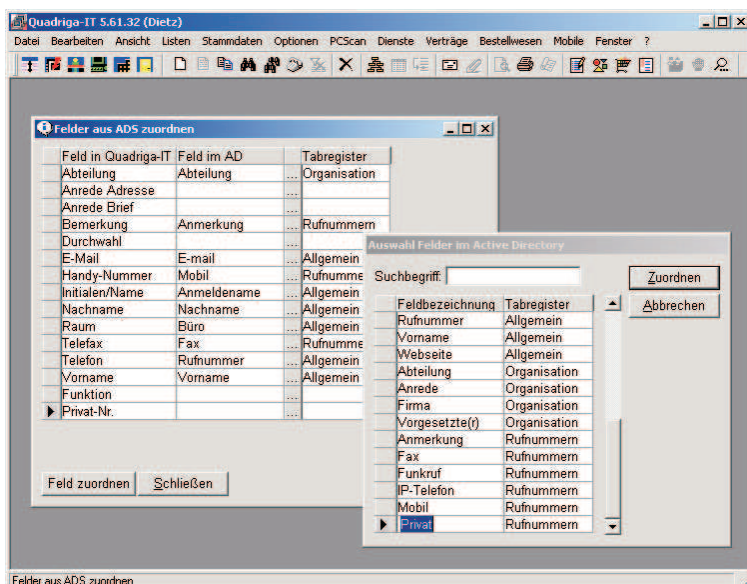 Quadriga-IT 5.61.32 (Dietz)
Datei Bearbeiten Ansicht Listen Stammdaten Optionen PCScan Dienste Verträge Bestellwesen Mobile Fenster ?
Felder aus ADS zuordnen
Feld in Quadriga-IT Feld im AD Tabregister
Abteilung Abteilung ... Organisation
Anrede Adresse ...
Anrede Brief ...
Bemerkung Anmerkung ... Rufnummern
Durchwahl ...
E-Mail E-mail ... Allgemein
Handy-Nummer Mobil ... Rufnumme
Initialen/Name Anmeldename ... Allgemein
Nachname Nachname ... Allgemein
Raum Büro ... Allgemein
Telefax Fax ... Rufnumme
Telefon Rufnummer ... Allgemein
Vorname Vorname ... Allgemein
Funktion ...
Privat-Nr. ...
Feld zuordnen Schließen
Auswahl Felder im Active Directory
Suchbegriff: Zuordnen
Abbrechen
Feldbezeichnung Tabregister
Rufnummer Allgemein
Vorname Allgemein
Webseite Allgemein
Abteilung Organisation
Anrede Organisation
Firma Organisation
Vorgesetzte(r) Organisation
Anmerkung Rufnummern
Fax Rufnummern
Funkruf Rufnummern
IP-Telefon Rufnummern
Mobil Rufnummern
Privat Rufnummern
Felder aus ADS zuordnen